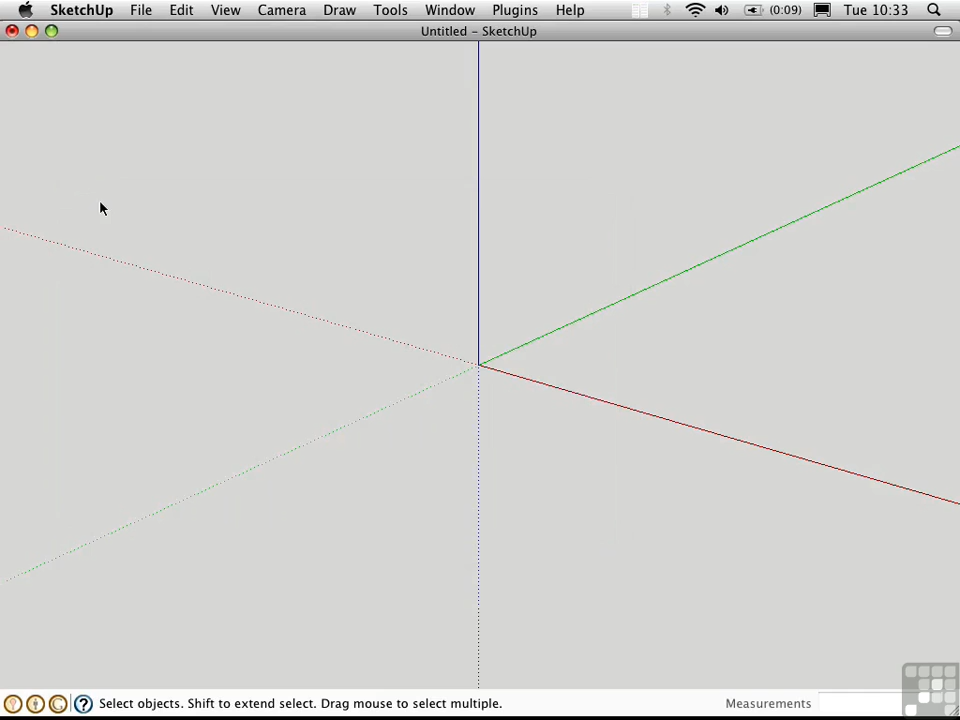 SketchUp File Edit View Camera Draw Tools Window Plugins Help (0:09) Tue 10:33
Untitled – SketchUp
Select objects. Shift to extend select. Drag mouse to select multiple. Measurements